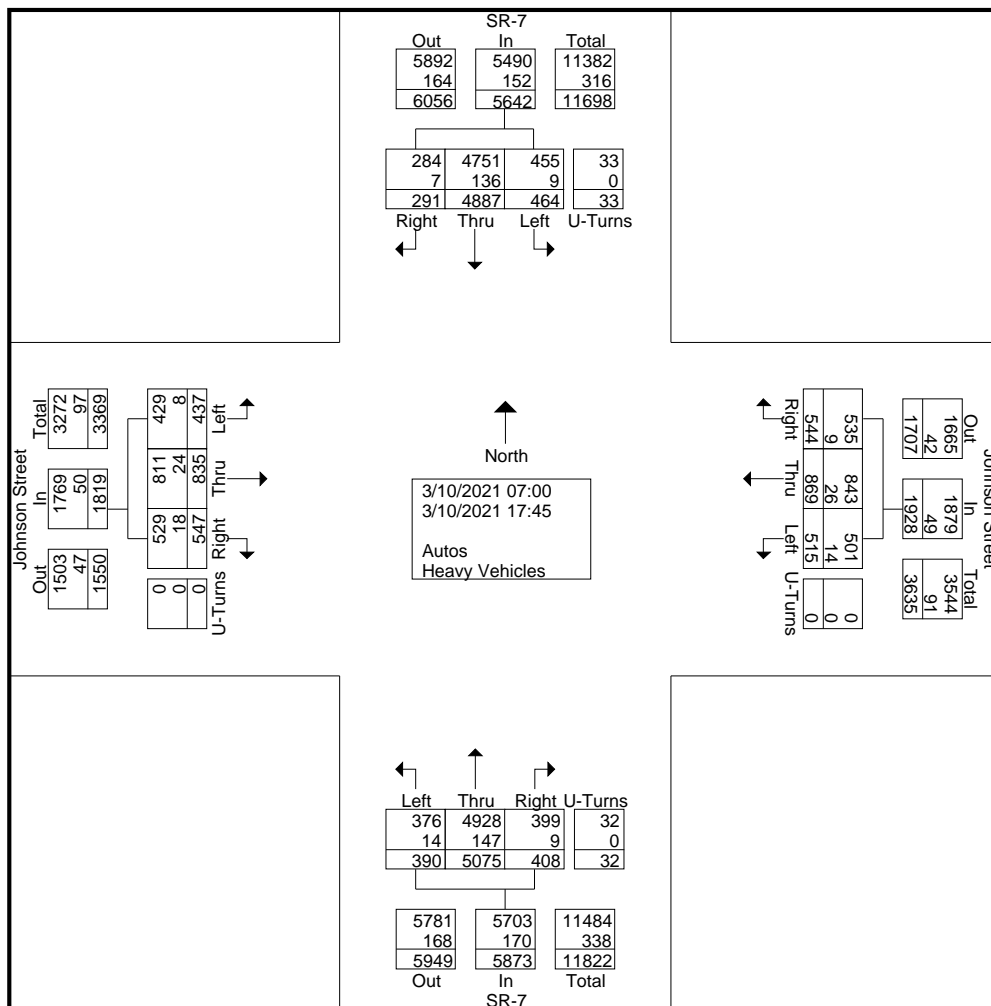 SR-7
Out In Total
5892 5490 11382
164 152 316
6056 5642 11698
284 4751 455 33
7 136 9 0
291 4887 464 33
Right Thru Left U-Turns
Johnson Street
Total In Out
3272 1769 1503
97 50 47
3369 1819 1550
429 811 529 0
8 24 18 0
437 835 547 0
Left Thru Right U-Turns
North
3/10/2021 07:00
3/10/2021 17:45
Autos
Heavy Vehicles
Right Thru Left U-Turns
544 869 515 0
9 26 14 0
535 843 501 0
Out In Total
1665 1879 3544
42 49 91
1707 1928 3635
Johnson Street
Left Thru Right U-Turns
376 4928 399 32
14 147 9 0
390 5075 408 32
5781 5703 11484
168 170 338
5949 5873 11822
Out In Total
SR-7